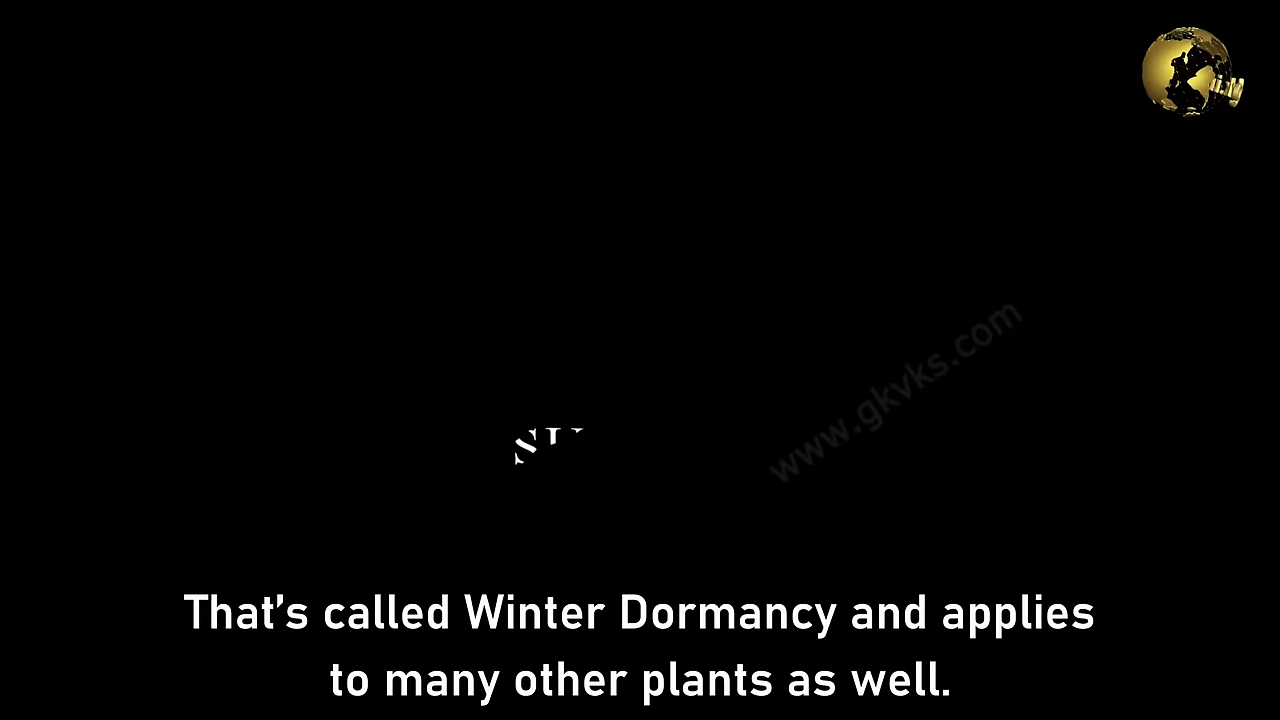 www.gkvks.com
That’s called Winter Dormancy and applies
to many other plants as well.